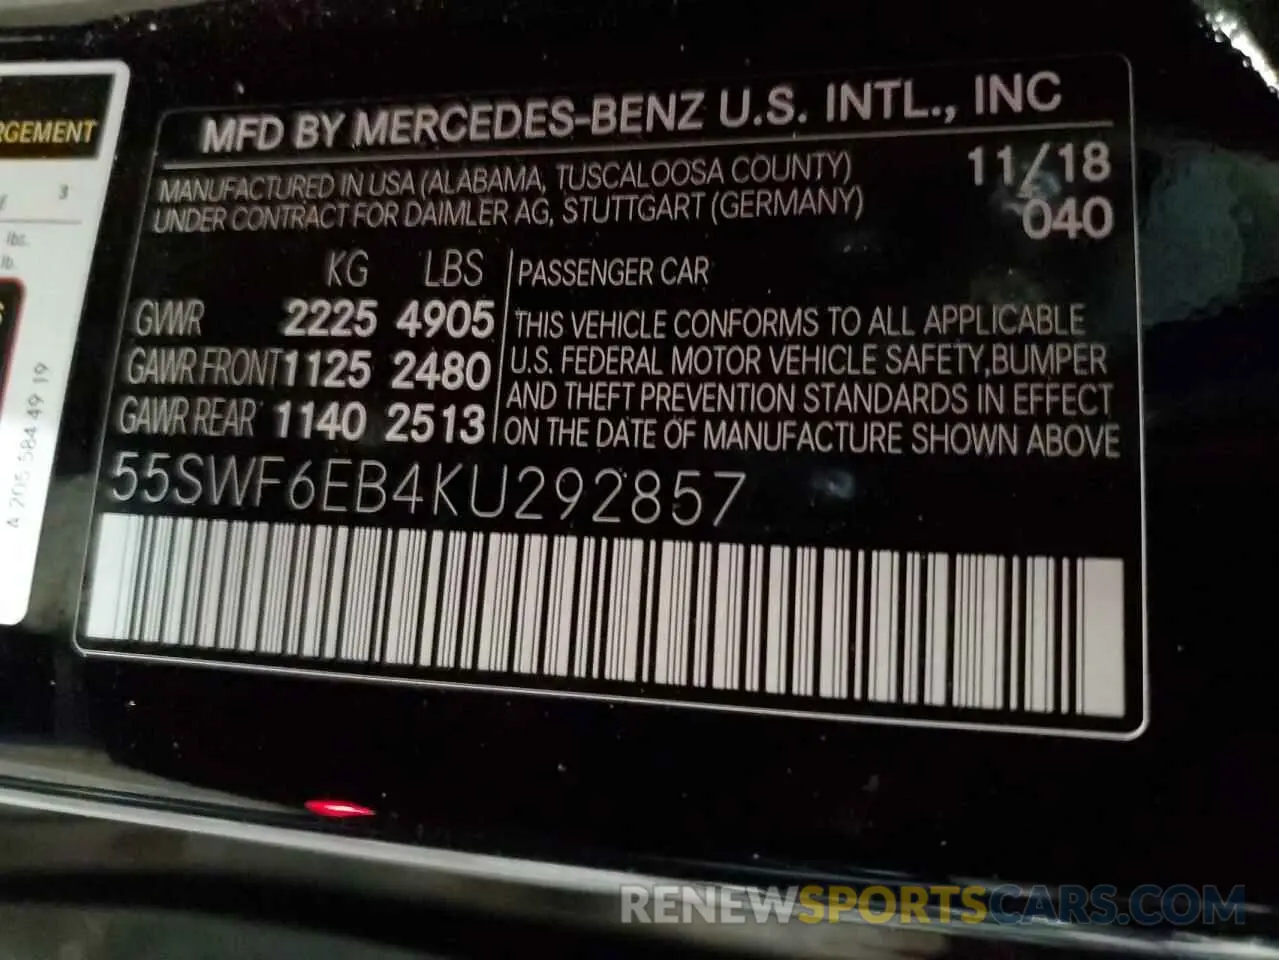 RGEMENT
3
lbs.
lb.
A 205 584 49 19
MFD BY MERCEDES-BENZ U.S. INTL., INC
MANUFACTURED IN USA (ALABAMA, TUSCALOOSA COUNTY) 11/18
UNDER CONTRACT FOR DAIMLER AG, STUTTGART (GERMANY) 040
KG LBS
GVWR 2225 4905
GAWR FRONT 1125 2480
GAWR REAR 1140 2513
PASSENGER CAR
THIS VEHICLE CONFORMS TO ALL APPLICABLE
U.S. FEDERAL MOTOR VEHICLE SAFETY,BUMPER
AND THEFT PREVENTION STANDARDS IN EFFECT
ON THE DATE OF MANUFACTURE SHOWN ABOVE
55SWF6EB4KU292857
RENEWSPORTSCARS.COM